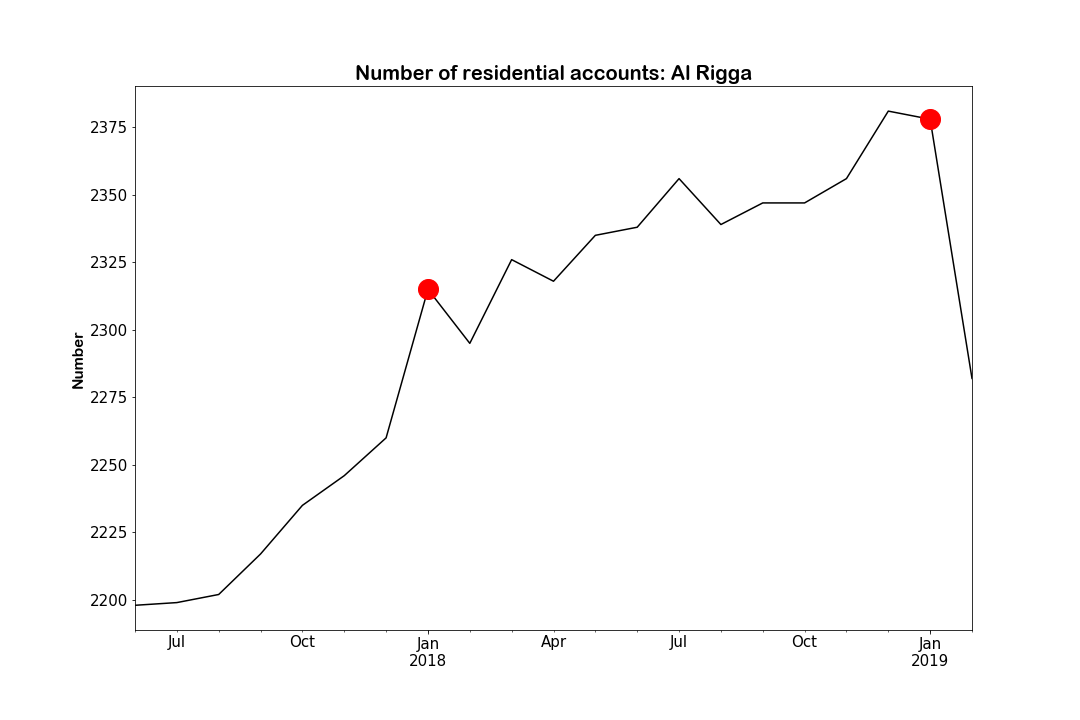 Number of residential accounts: Al Rigga
Number
2375
2350
2325
2300
2275
2250
2225
2200
Jul
Oct
Jan
2018
Apr
Jul
Oct
Jan
2019